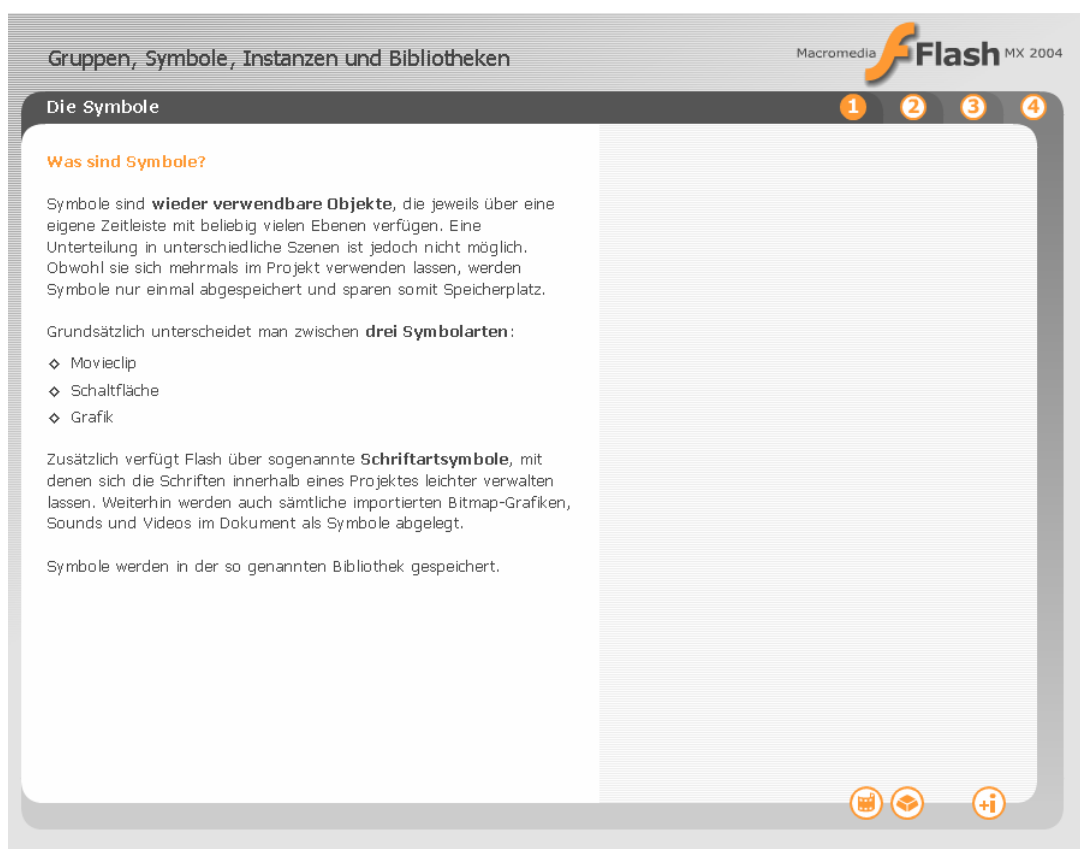 Gruppen, Symbole, Instanzen und Bibliotheken
Macromedia Flash MX 2004
Die Symbole
1 2 3 4
Was sind Symbole?
Symbole sind wieder verwendbare Objekte, die jeweils über eine
eigene Zeitleiste mit beliebig vielen Ebenen verfügen. Eine
Unterteilung in unterschiedliche Szenen ist jedoch nicht möglich.
Obwohl sie sich mehrmals im Projekt verwenden lassen, werden
Symbole nur einmal abgespeichert und sparen somit Speicherplatz.
Grundsätzlich unterscheidet man zwischen drei Symbolarten:
Movieclip
Schaltfläche
Grafik
Zusätzlich verfügt Flash über sogenannte Schriftartsymbole, mit
denen sich die Schriften innerhalb eines Projektes leichter verwalten
lassen. Weiterhin werden auch sämtliche importierten Bitmap-Grafiken,
Sounds und Videos im Dokument als Symbole abgelegt.
Symbole werden in der so genannten Bibliothek gespeichert.
+i